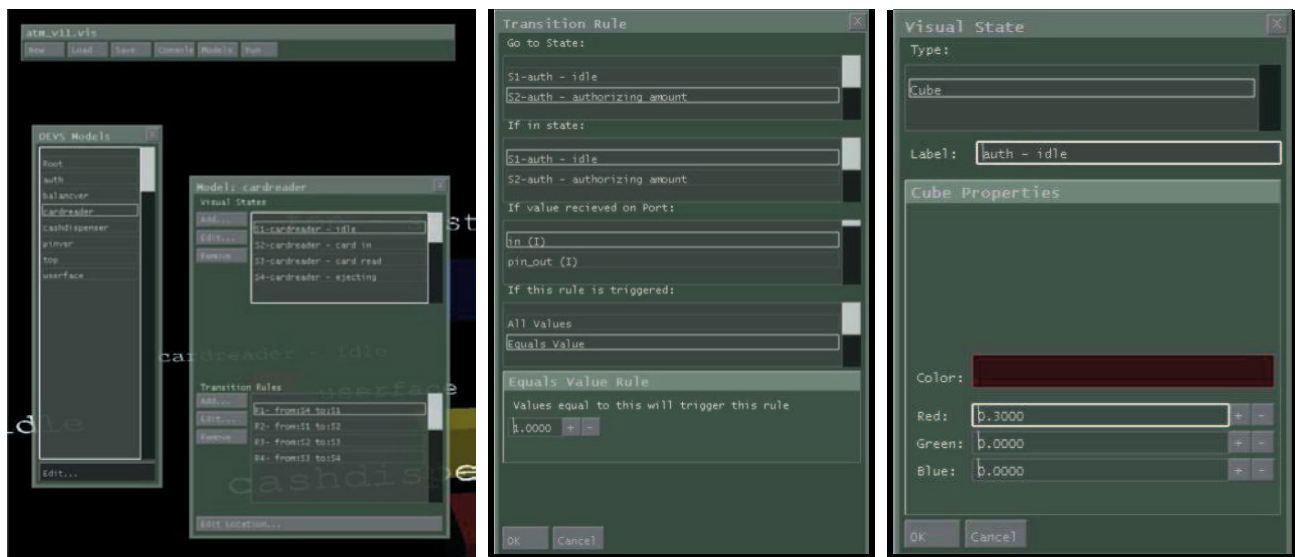 atm_v11.vis
New Load Save Console Models Run
DEVS Models
Root
auth
balancver
cardreader
cashdispenser
pinver
top
userface
Edit...
Model: cardreader
Visual States
Add...
Edit...
Remove
S1-cardreader - idle
S2-cardreader - card in
S3-cardreader - card read
S4-cardreader - ejecting
cardreader - idle
userface
Transition Rules
Add...
Edit...
Remove
R1- from:S4 to:S1
R2- from:S1 to:S2
R3- from:S2 to:S3
R4- from:S3 to:S4
cashdispe
Edit Location...
idle
Transition Rule
Go to State:
S1-auth - idle
S2-auth - authorizing amount
If in state:
S1-auth - idle
S2-auth - authorizing amount
If value recieved on Port:
in (I)
pin_out (I)
If this rule is triggered:
All Values
Equals Value
Equals Value Rule
Values equal to this will trigger this rule
1.0000 + -
OK Cancel
Visual State
Type:
Cube
Label: auth - idle
Cube Properties
Color:
Red: 0.3000 + -
Green: 0.0000 + -
Blue: 0.0000 + -
OK Cancel